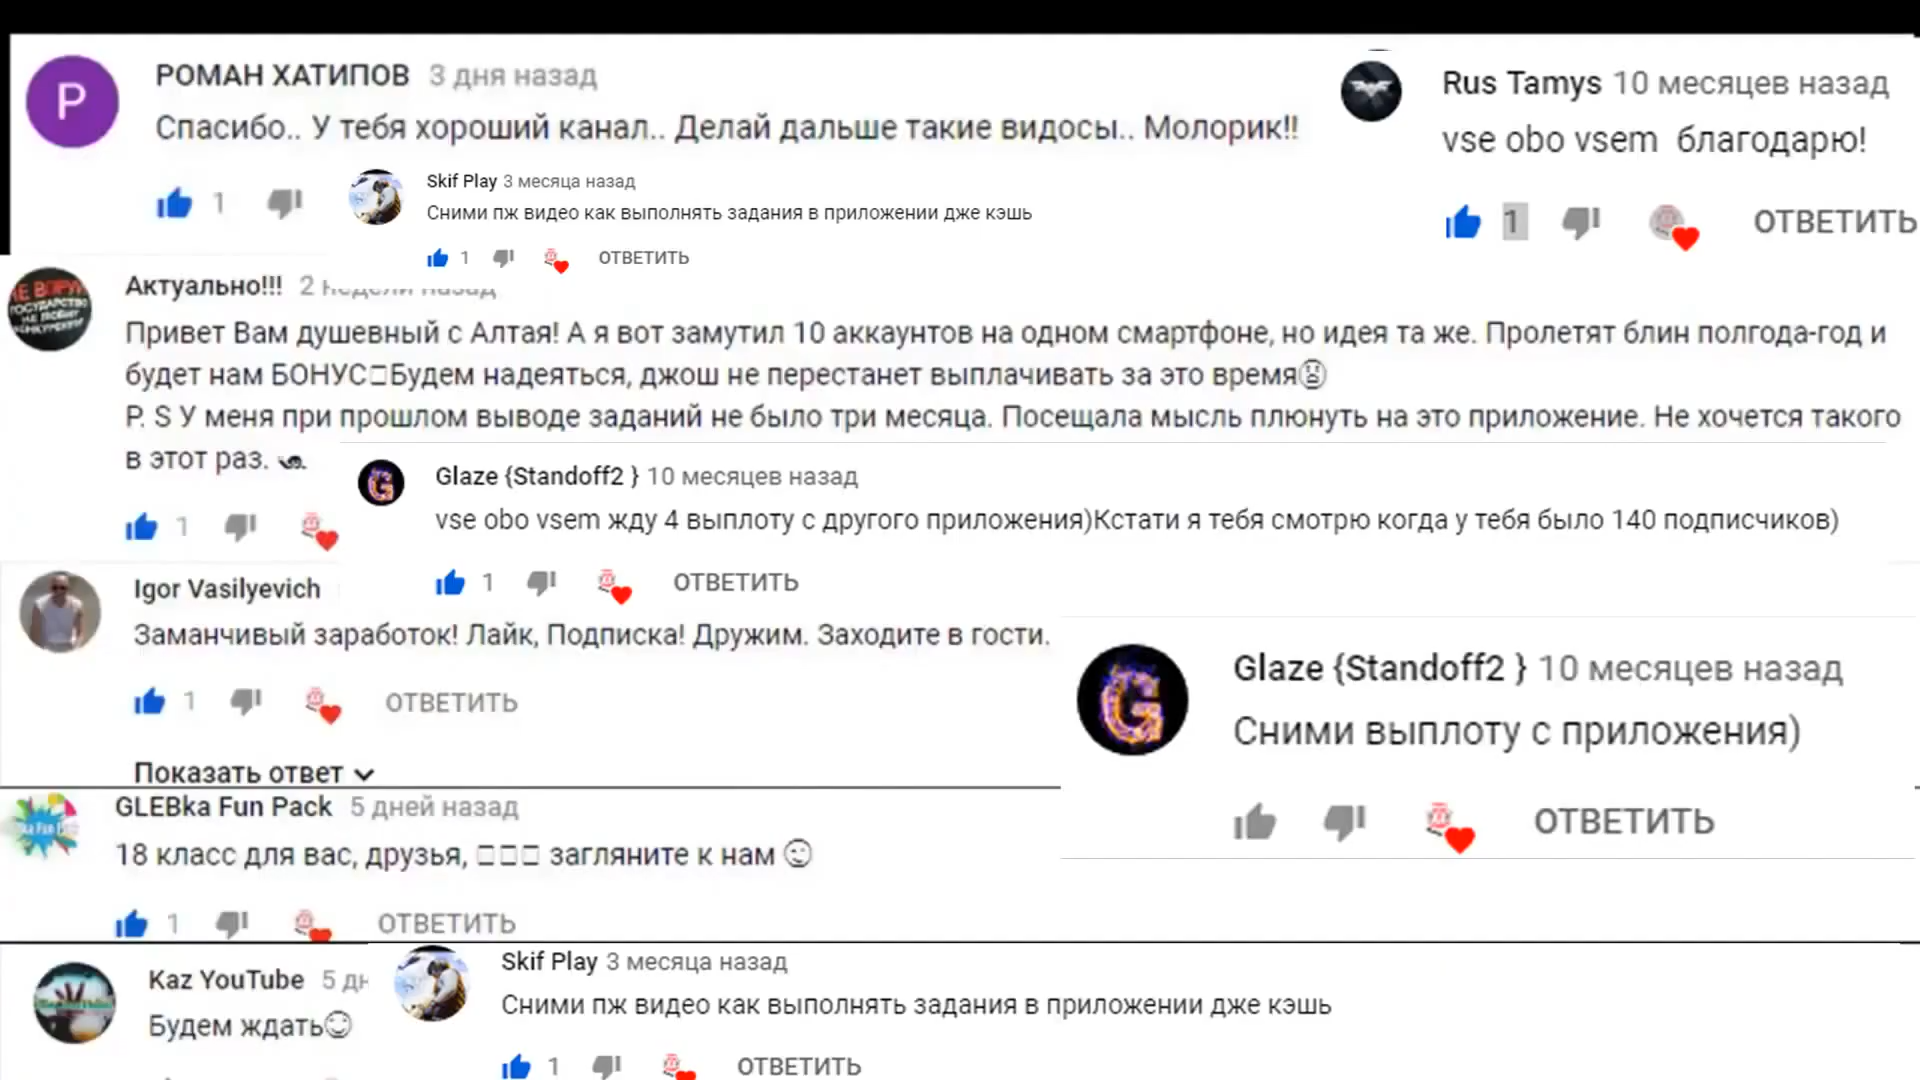 РОМАН ХАТИПОВ 3 дня назад
Спасибо.. У тебя хороший канал.. Делай дальше такие видосы.. Молорик!!
1
Rus Tamys 10 месяцев назад
vse obo vsem благодарю!
1 ОТВЕТИТЬ
Skif Play 3 месяца назад
Сними пж видео как выполнять задания в приложении дже кэшь
1 ОТВЕТИТЬ
Актуально!!! 2 недели назад
Привет Вам душевный с Алтая! А я вот замутил 10 аккаунтов на одном смартфоне, но идея та же. Пролетят блин полгода-год и
будет нам БОНУС□Будем надеяться, джош не перестанет выплачивать за это время😧
P. S У меня при прошлом выводе заданий не было три месяца. Посещала мысль плюнуть на это приложение. Не хочется такого
в этот раз. 🐌
1
Glaze {Standoff2 } 10 месяцев назад
vse obo vsem жду 4 выплоту с другого приложения)Кстати я тебя смотрю когда у тебя было 140 подписчиков)
1 ОТВЕТИТЬ
Igor Vasilyevich
Заманчивый заработок! Лайк, Подписка! Дружим. Заходите в гости.
1 ОТВЕТИТЬ
Показать ответ
Glaze {Standoff2 } 10 месяцев назад
Сними выплоту с приложения)
ОТВЕТИТЬ
GLEBka Fun Pack 5 дней назад
18 класс для вас, друзья, □□□ загляните к нам 😉
1 ОТВЕТИТЬ
Kaz YouTube 5 дн
Будем ждать😉
Skif Play 3 месяца назад
Сними пж видео как выполнять задания в приложении дже кэшь
1 ОТВЕТИТЬ